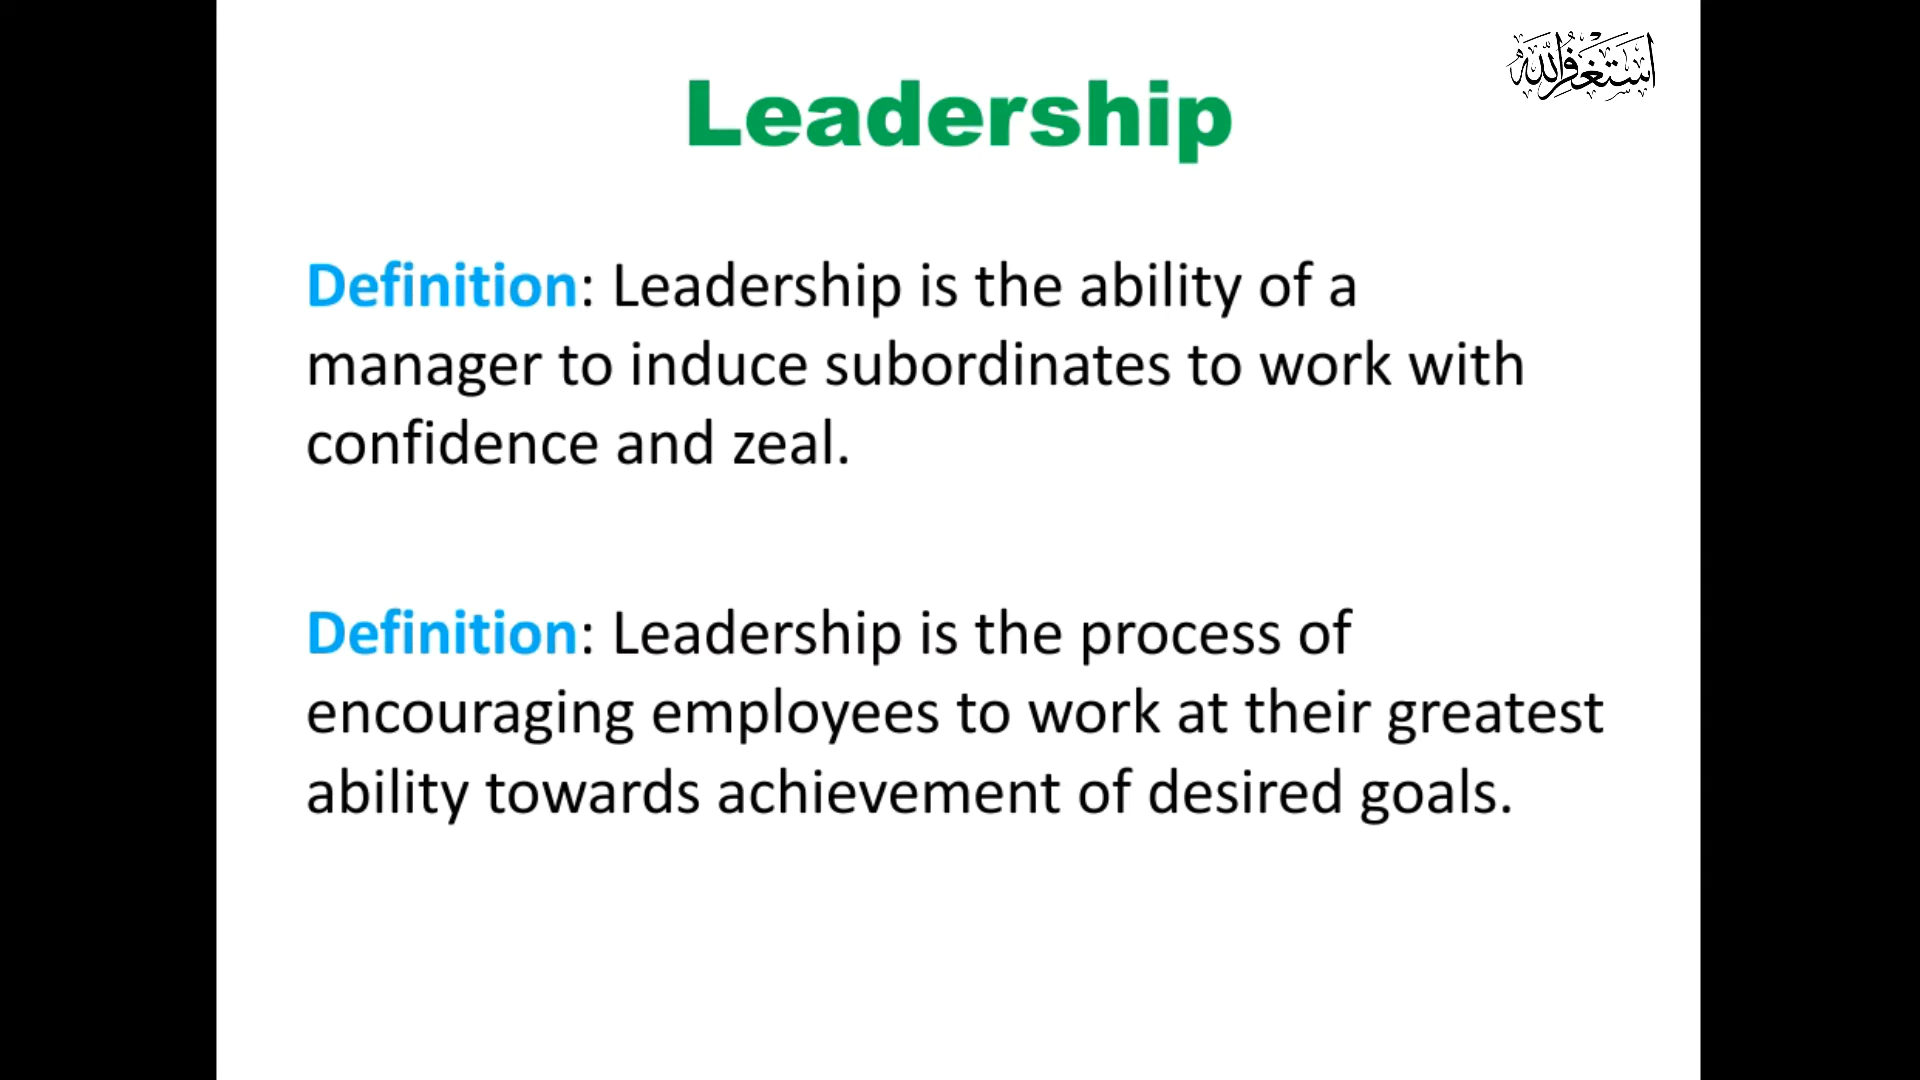 أستغفر الله
Leadership
Definition: Leadership is the ability of a
manager to induce subordinates to work with
confidence and zeal.
Definition: Leadership is the process of
encouraging employees to work at their greatest
ability towards achievement of desired goals.